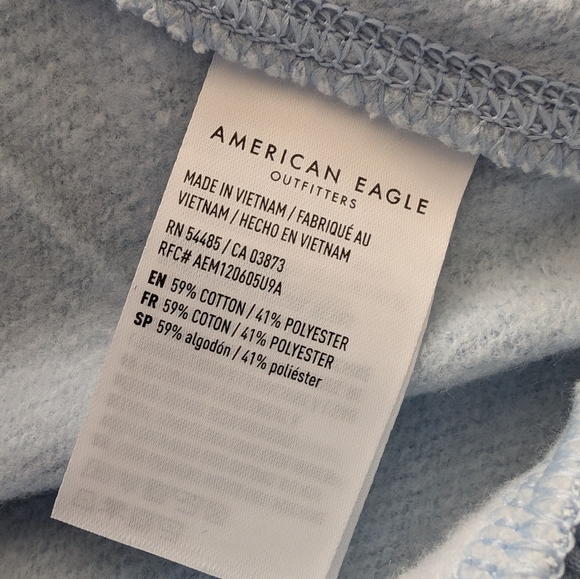 AMERICAN EAGLE
OUTFITTERS
MADE IN VIETNAM / FABRIQUÉ AU
VIETNAM / HECHO EN VIETNAM
RN 54485 / CA 03873
RFC# AEM120605U9A
EN 59% COTTON / 41% POLYESTER
FR 59% COTON / 41% POLYESTER
SP 59% algodón / 41% poliéster